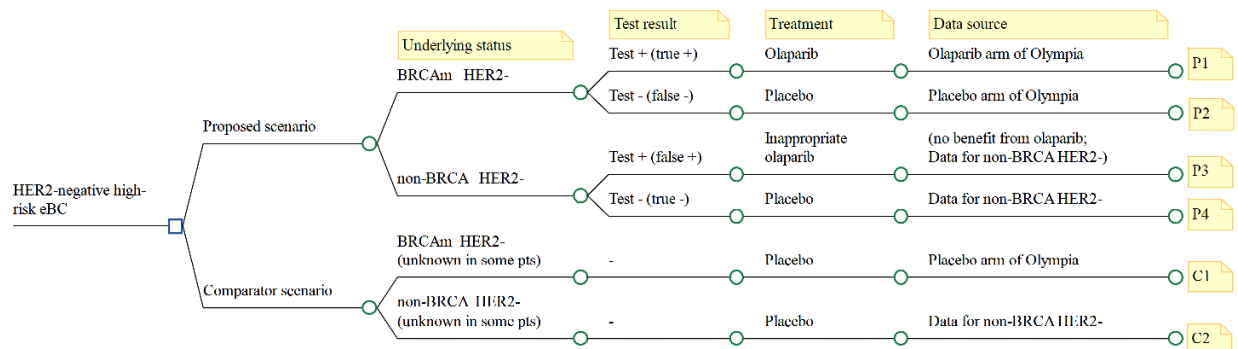 Test result
Treatment
Data source
Underlying status
BRCAm HER2-
Test + (true +)
Olaparib
Olaparib arm of Olympia
P1
Test - (false -)
Placebo
Placebo arm of Olympia
P2
Proposed scenario
non-BRCA HER2-
Test + (false +)
Inappropriate
olaparib
(no benefit from olaparib;
Data for non-BRCA HER2-)
P3
Test - (true -)
Placebo
Data for non-BRCA HER2-
P4
HER2-negative high-
risk eBC
Comparator scenario
BRCAm HER2-
(unknown in some pts)
-
Placebo
Placebo arm of Olympia
C1
non-BRCA HER2-
(unknown in some pts)
-
Placebo
Data for non-BRCA HER2-
C2